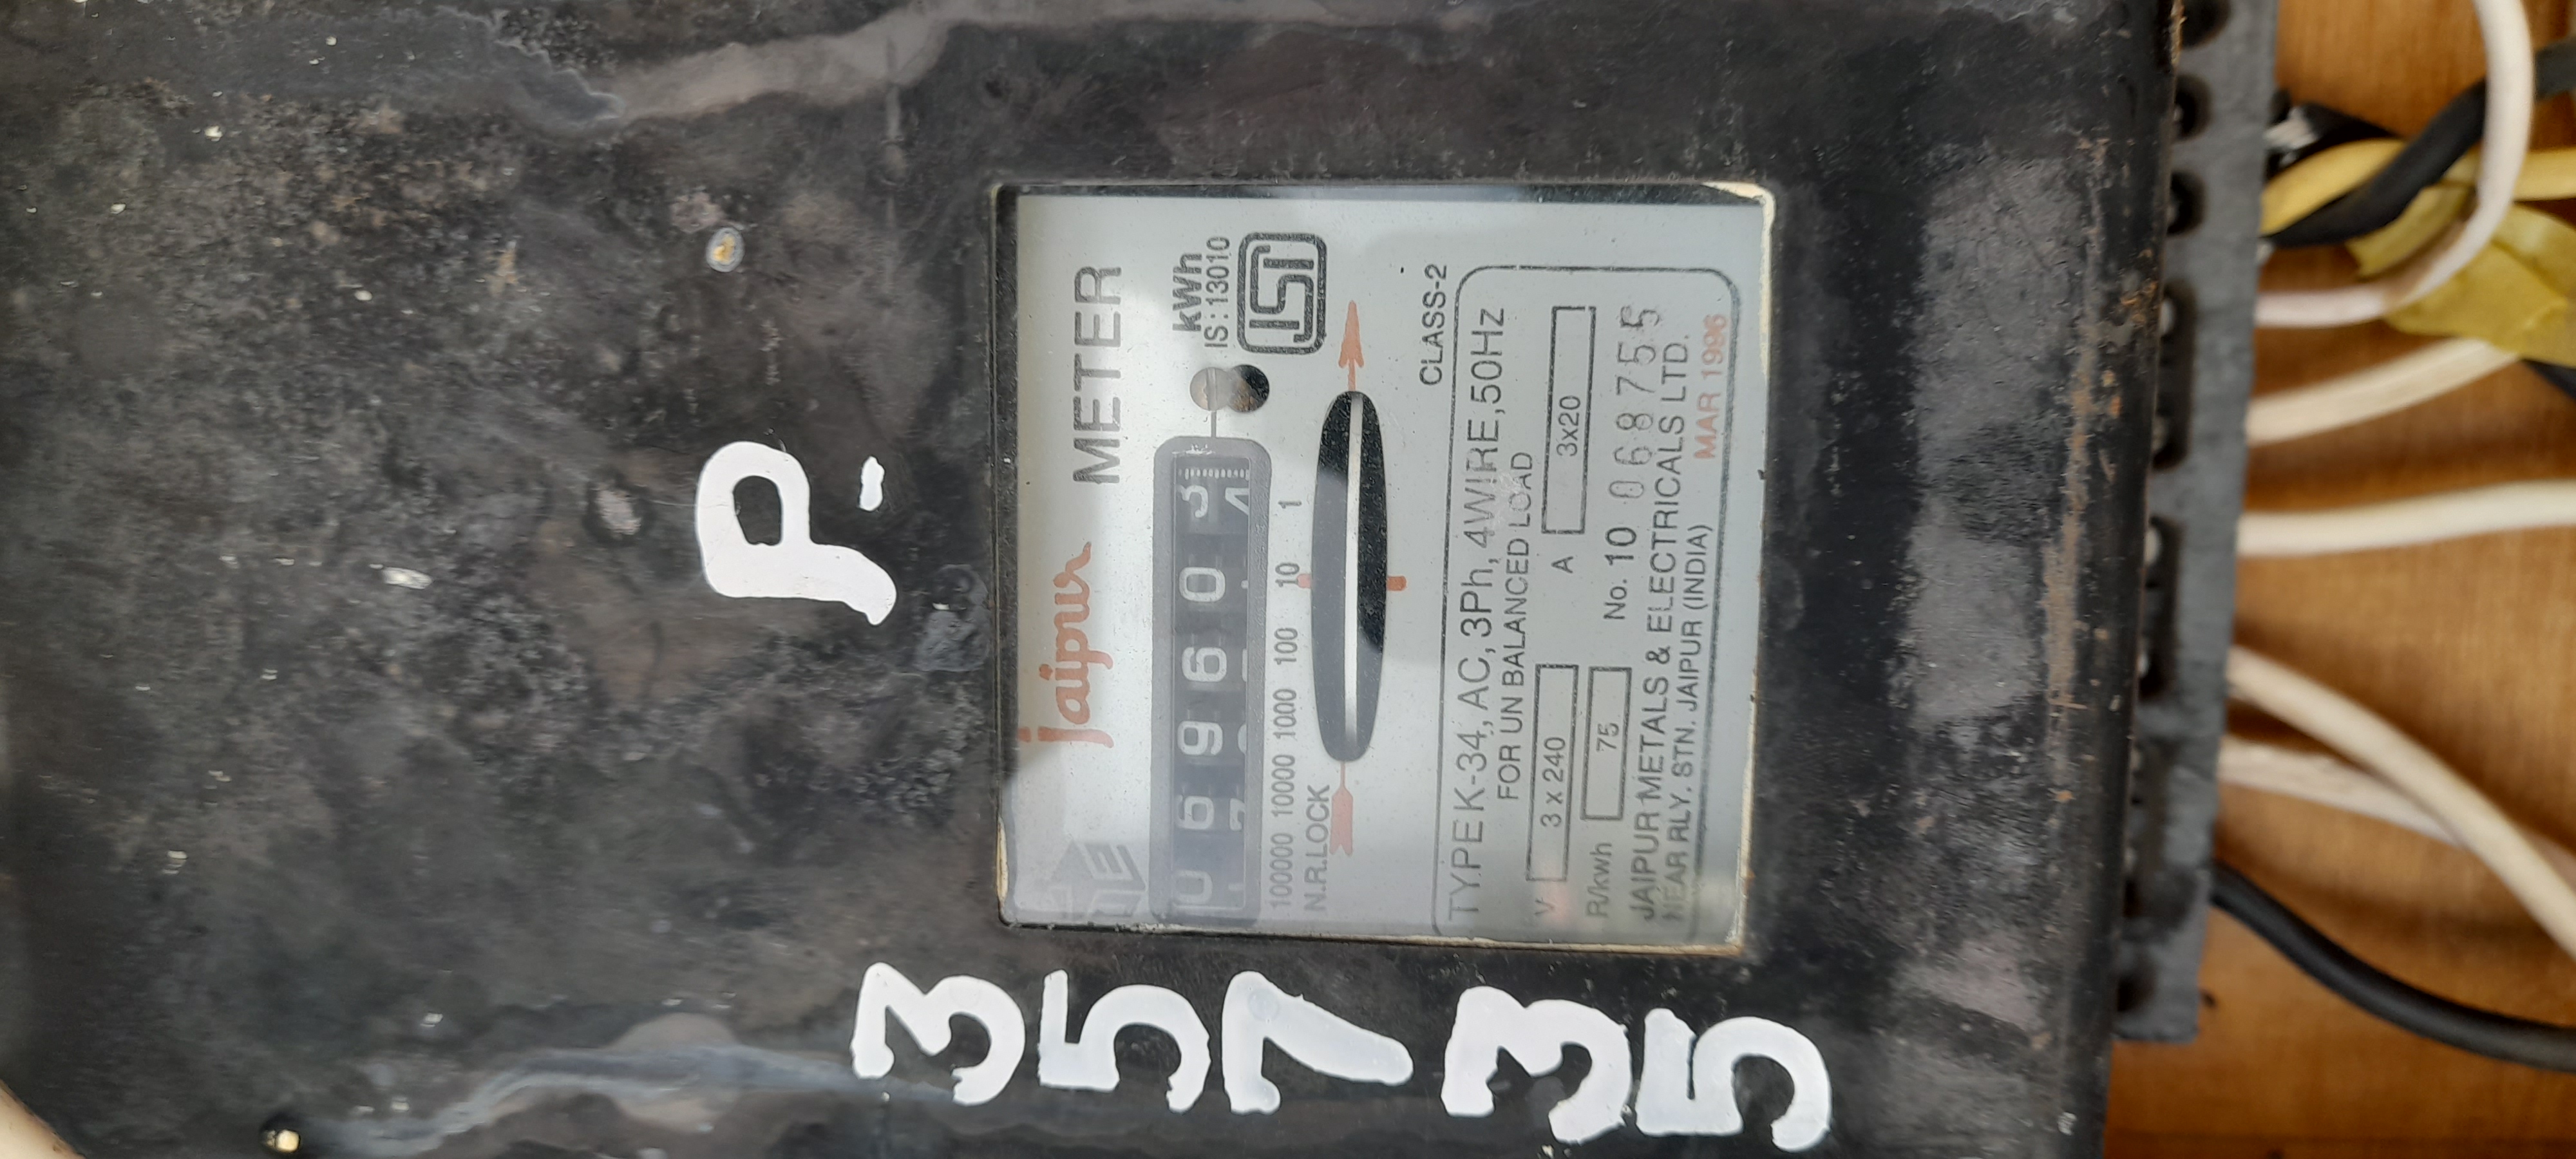 P.
35735
jaipur METER
069603
kWh
IS:13010
ISI
100000 10000 1000 100 10 1
N.R.LOCK
CLASS-2
TYPE K-34, AC, 3Ph, 4WIRE, 50Hz
FOR UN BALANCED LOAD
V 3 x 240 A 3x20
R/kwh 75 No. 10 068755
JAIPUR METALS & ELECTRICALS LTD.
NEAR RLY. STN. JAIPUR (INDIA) MAR 1996